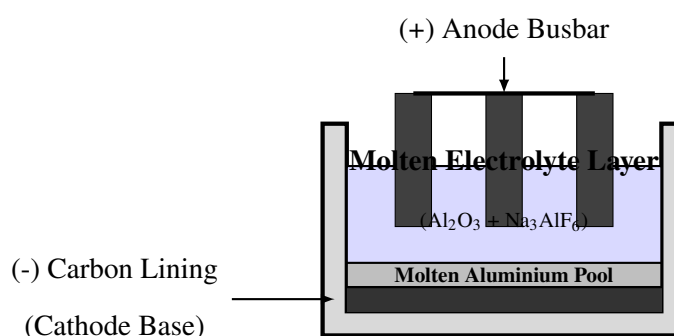 (+) Anode Busbar
Molten Electrolyte Layer
(Al₂O₃ + Na₃AlF₆)
(-) Carbon Lining
Molten Aluminium Pool
(Cathode Base)